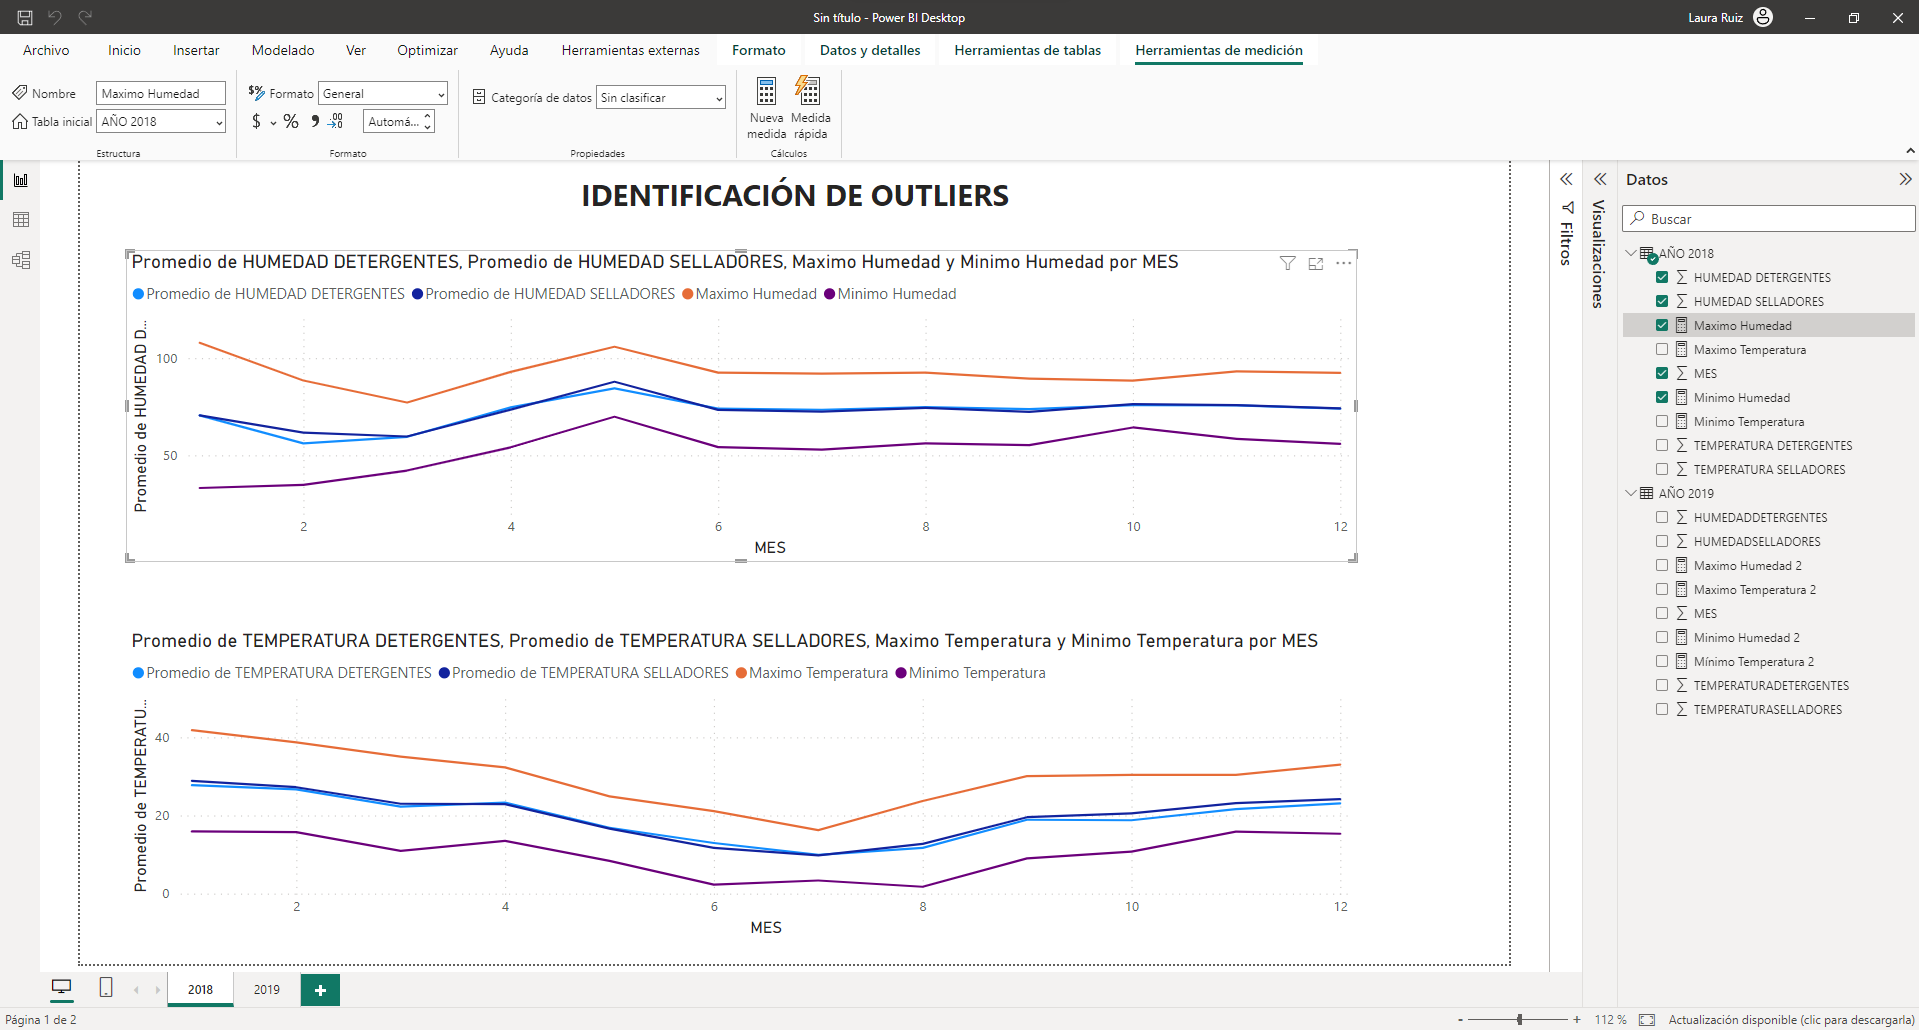 Sin título - Power BI Desktop
Laura Ruiz
Archivo Inicio Insertar Modelado Ver Optimizar Ayuda Herramientas externas Formato Datos y detalles Herramientas de tablas Herramientas de medición
Nombre Maximo Humedad
Tabla inicial AÑO 2018
Estructura
$% Formato General
$ % , .00 →0 Automá...
Formato
Categoría de datos Sin clasificar
Propiedades
Nueva medida
Medida rápida
Cálculos
IDENTIFICACIÓN DE OUTLIERS
Promedio de HUMEDAD DETERGENTES, Promedio de HUMEDAD SELLADORES, Maximo Humedad y Minimo Humedad por MES
Promedio de HUMEDAD DETERGENTES Promedio de HUMEDAD SELLADORES Maximo Humedad Minimo Humedad
Promedio de HUMEDAD D...
100
50
2 4 6 8 10 12
MES
Promedio de TEMPERATURA DETERGENTES, Promedio de TEMPERATURA SELLADORES, Maximo Temperatura y Minimo Temperatura por MES
Promedio de TEMPERATURA DETERGENTES Promedio de TEMPERATURA SELLADORES Maximo Temperatura Minimo Temperatura
Promedio de TEMPERATU...
40
20
0
2 4 6 8 10 12
MES
Filtros
Visualizaciones
Datos
Buscar
AÑO 2018
HUMEDAD DETERGENTES
HUMEDAD SELLADORES
Maximo Humedad
Maximo Temperatura
MES
Minimo Humedad
Minimo Temperatura
TEMPERATURA DETERGENTES
TEMPERATURA SELLADORES
AÑO 2019
HUMEDADDETERGENTES
HUMEDADSELLADORES
Maximo Humedad 2
Maximo Temperatura 2
MES
Minimo Humedad 2
Mínimo Temperatura 2
TEMPERATURADETERGENTES
TEMPERATURASELLADORES
2018 2019 +
Página 1 de 2
- + 112 % Actualización disponible (clic para descargarla)